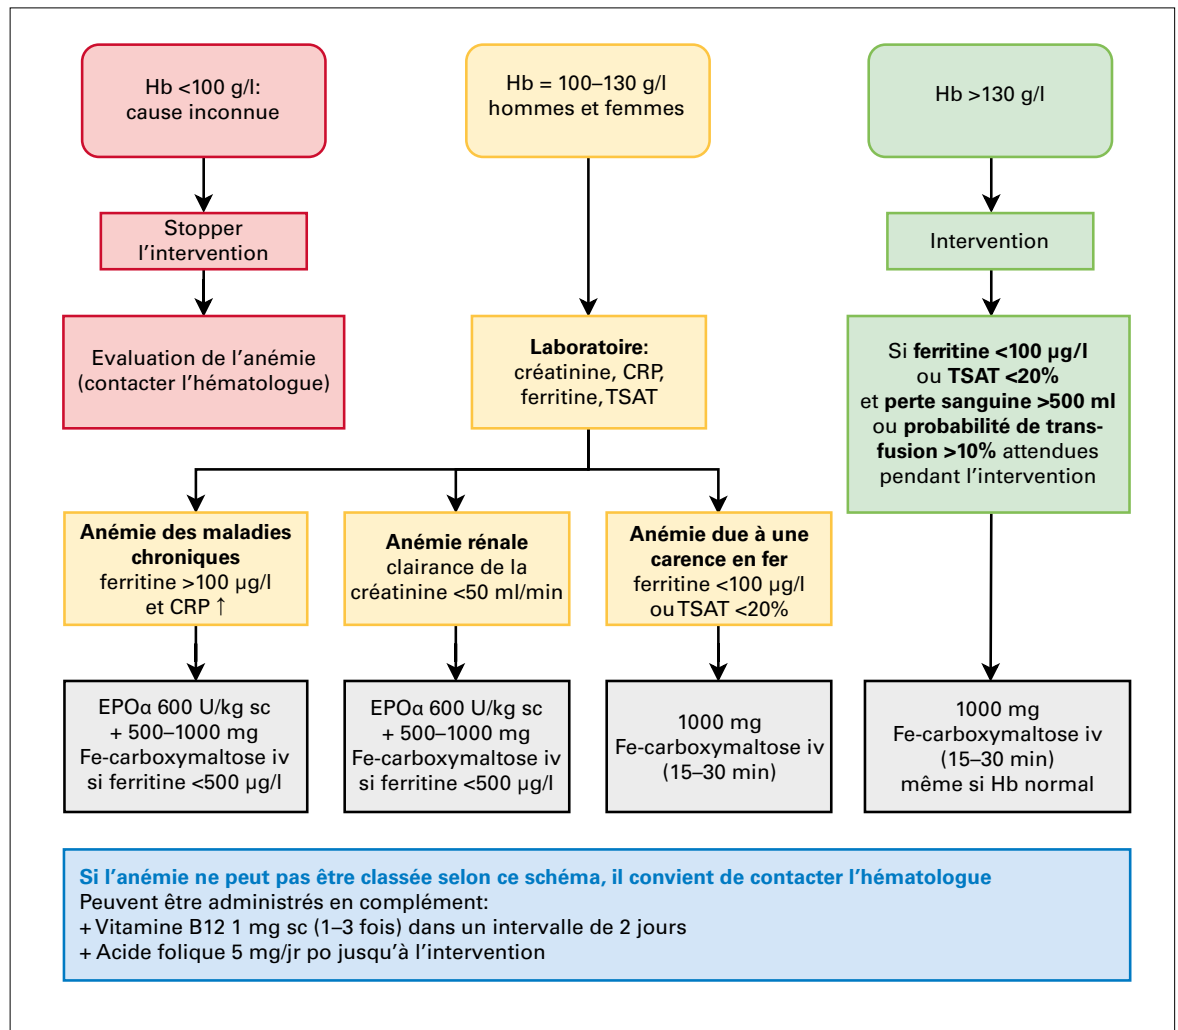 Hb <100 g/l:
cause inconnue
Hb = 100–130 g/l
hommes et femmes
Hb >130 g/l
Stopper
l’intervention
Intervention
Evaluation de l’anémie
(contacter l’hématologue)
Laboratoire:
créatinine, CRP,
ferritine, TSAT
Si ferritine <100 µg/l
ou TSAT <20%
et perte sanguine >500 ml
ou probabilité de trans-
fusion >10% attendues
pendant l’intervention
Anémie des maladies
chroniques
ferritine >100 µg/l
et CRP ↑
Anémie rénale
clairance de la
créatinine <50 ml/min
Anémie due à une
carence en fer
ferritine <100 µg/l
ou TSAT <20%
EPOα 600 U/kg sc
+ 500–1000 mg
Fe-carboxymaltose iv
si ferritine <500 µg/l
EPOα 600 U/kg sc
+ 500–1000 mg
Fe-carboxymaltose iv
si ferritine <500 µg/l
1000 mg
Fe-carboxymaltose iv
(15–30 min)
1000 mg
Fe-carboxymaltose iv
(15–30 min)
même si Hb normal
Si l’anémie ne peut pas être classée selon ce schéma, il convient de contacter l’hématologue
Peuvent être administrés en complément:
+ Vitamine B12 1 mg sc (1–3 fois) dans un intervalle de 2 jours
+ Acide folique 5 mg/jr po jusqu’à l’intervention